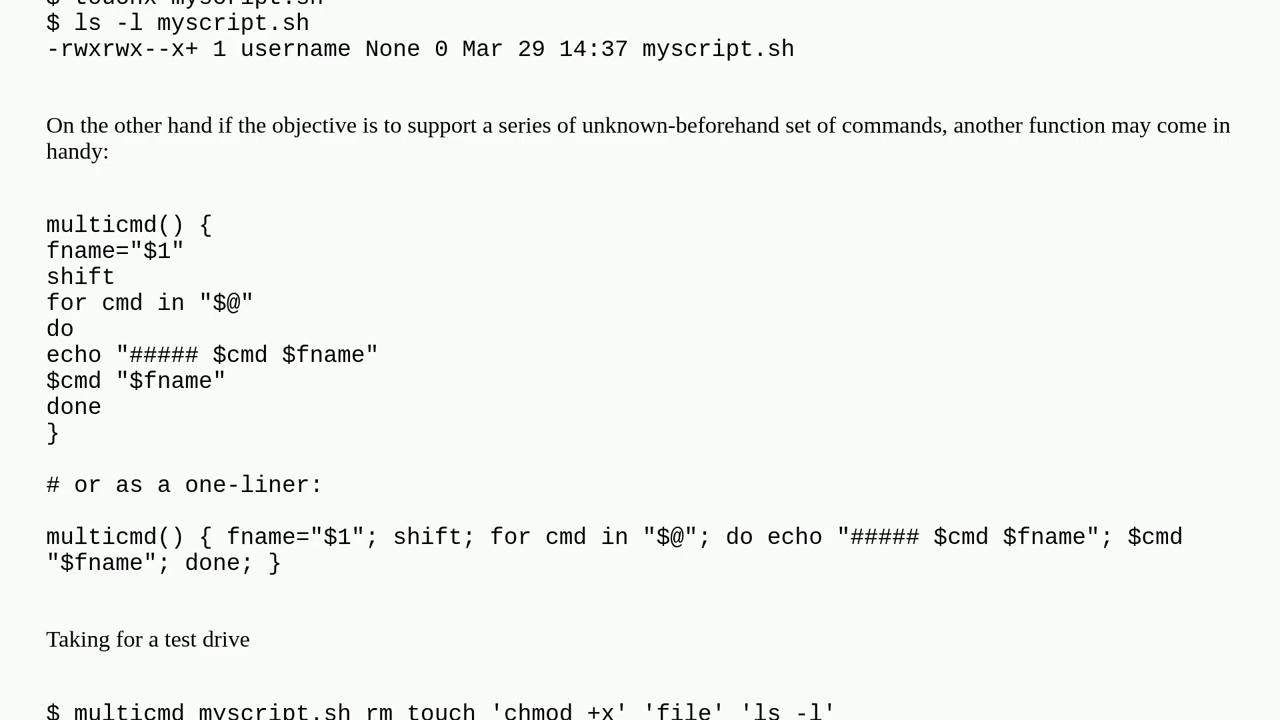 $ touchx myscript.sh
$ ls -l myscript.sh
-rwxrwx--x+ 1 username None 0 Mar 29 14:37 myscript.sh
On the other hand if the objective is to support a series of unknown-beforehand set of commands, another function may come in
handy:
multicmd() {
fname="$1"
shift
for cmd in "$@"
do
echo "##### $cmd $fname"
$cmd "$fname"
done
}
# or as a one-liner:
multicmd() { fname="$1"; shift; for cmd in "$@"; do echo "##### $cmd $fname"; $cmd
"$fname"; done; }
Taking for a test drive
$ multicmd myscript.sh rm touch 'chmod +x' 'file' 'ls -l'